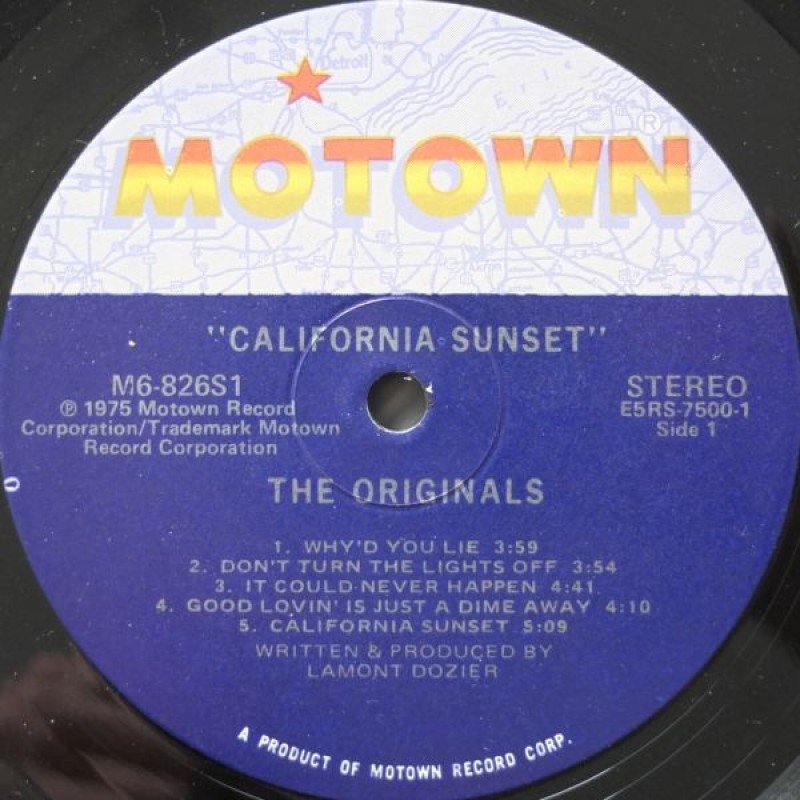 Detroit
Erie
MOTOWN®
"CALIFORNIA SUNSET"
M6-826S1
℗ 1975 Motown Record
Corporation/Trademark Motown
Record Corporation
STEREO
E5RS-7500-1
Side 1
THE ORIGINALS
1. WHY'D YOU LIE 3:59
2. DON'T TURN THE LIGHTS OFF 3:54
3. IT COULD NEVER HAPPEN 4:41
4. GOOD LOVIN' IS JUST A DIME AWAY 4:10
5. CALIFORNIA SUNSET 5:09
WRITTEN & PRODUCED BY
LAMONT DOZIER
A PRODUCT OF MOTOWN RECORD CORP.